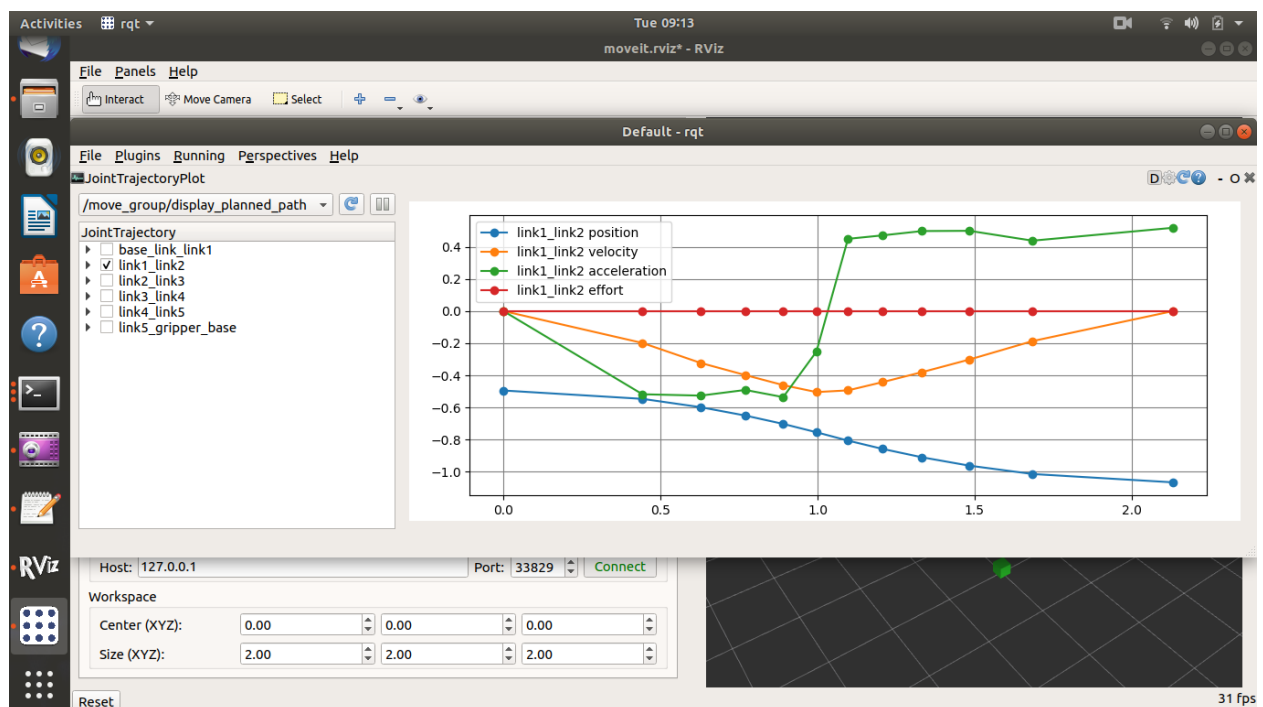 Activities rqt Tue 09:13
moveit.rviz* - RViz
File Panels Help
Interact Move Camera Select
Default - rqt
File Plugins Running Perspectives Help
JointTrajectoryPlot D - O
/move_group/display_planned_path
JointTrajectory
base_link_link1
link1_link2
link2_link3
link3_link4
link4_link5
link5_gripper_base
link1_link2 position
link1_link2 velocity
link1_link2 acceleration
link1_link2 effort
0.4
0.2
0.0
−0.2
−0.4
−0.6
−0.8
−1.0
0.0 0.5 1.0 1.5 2.0
RViz
Host: 127.0.0.1 Port: 33829 Connect
Workspace
Center (XYZ): 0.00 0.00 0.00
Size (XYZ): 2.00 2.00 2.00
Reset
31 fps